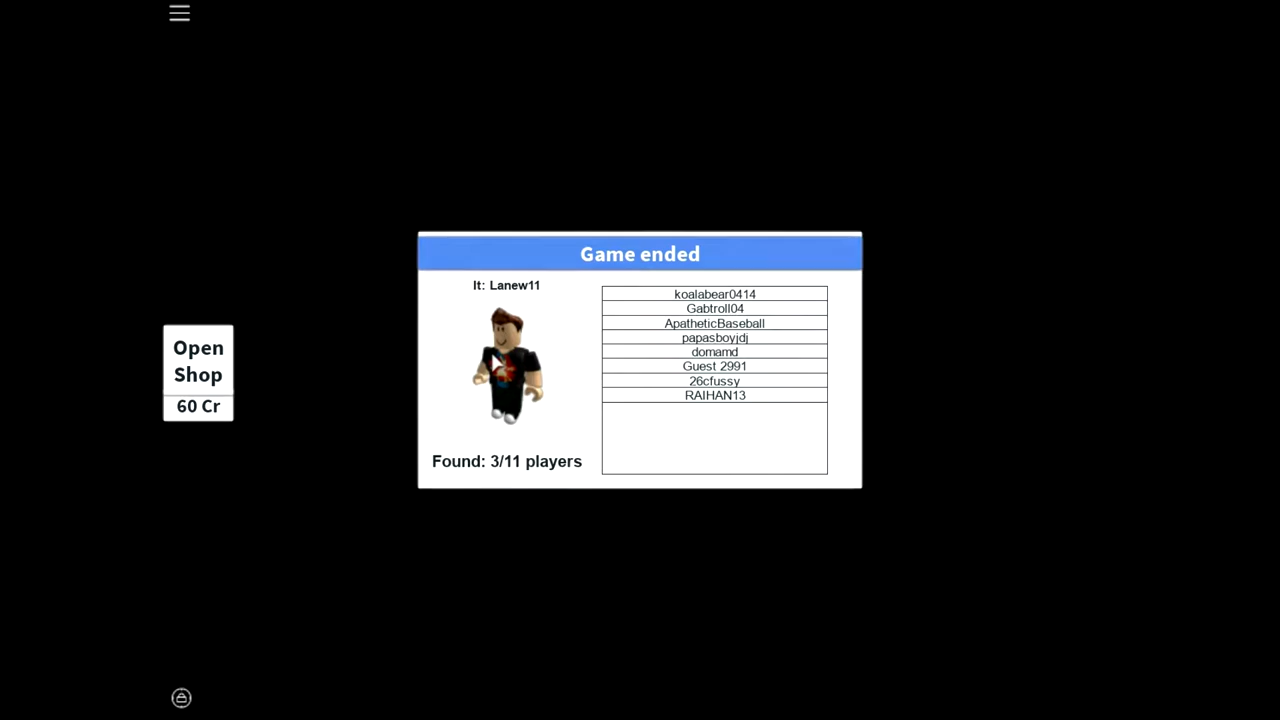 Game ended
It: Lanew11
Found: 3/11 players
koalabear0414
Gabtroll04
ApatheticBaseball
papasboyjdj
domamd
Guest 2991
26cfussy
RAIHAN13
Open
Shop
60 Cr